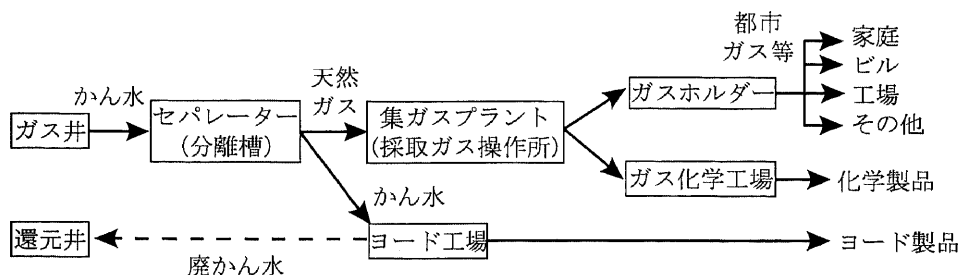 都市
ガス等
家庭
ビル
工場
その他
天然
ガス
かん水
ガス井
セパレーター
（分離槽）
集ガスプラント
（採取ガス操作所）
ガスホルダー
ガス化学工場
化学製品
かん水
還元井
ヨード工場
ヨード製品
廃かん水